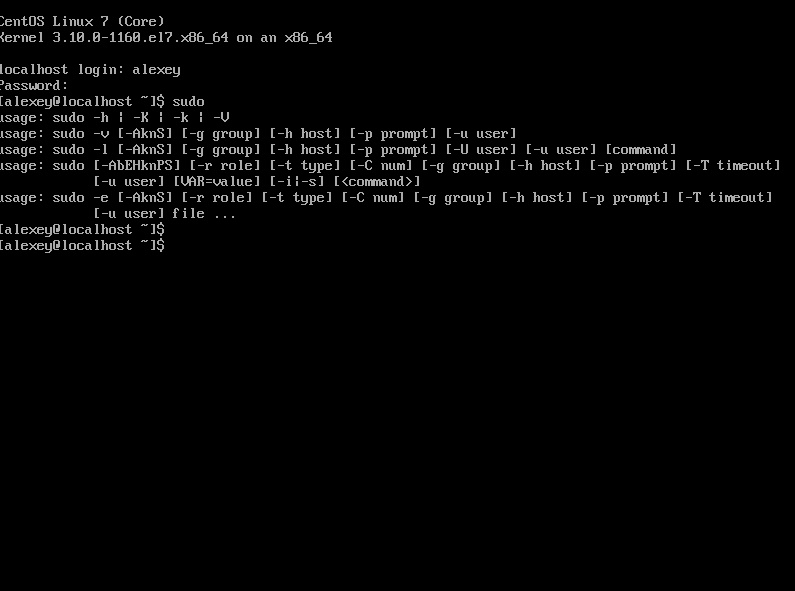 CentOS Linux 7 (Core)
Kernel 3.10.0-1160.el7.x86_64 on an x86_64
localhost login: alexey
Password:
[alexey@localhost ~]$ sudo
usage: sudo -h | -K | -k | -V
usage: sudo -v [-AknS] [-g group] [-h host] [-p prompt] [-u user]
usage: sudo -l [-AknS] [-g group] [-h host] [-p prompt] [-U user] [-u user] [command]
usage: sudo [-AbEHknPS] [-r role] [-t type] [-C num] [-g group] [-h host] [-p prompt] [-T timeout]
[-u user] [VAR=value] [-i|-s] [<command>]
usage: sudo -e [-AknS] [-r role] [-t type] [-C num] [-g group] [-h host] [-p prompt] [-T timeout]
[-u user] file ...
[alexey@localhost ~]$
[alexey@localhost ~]$